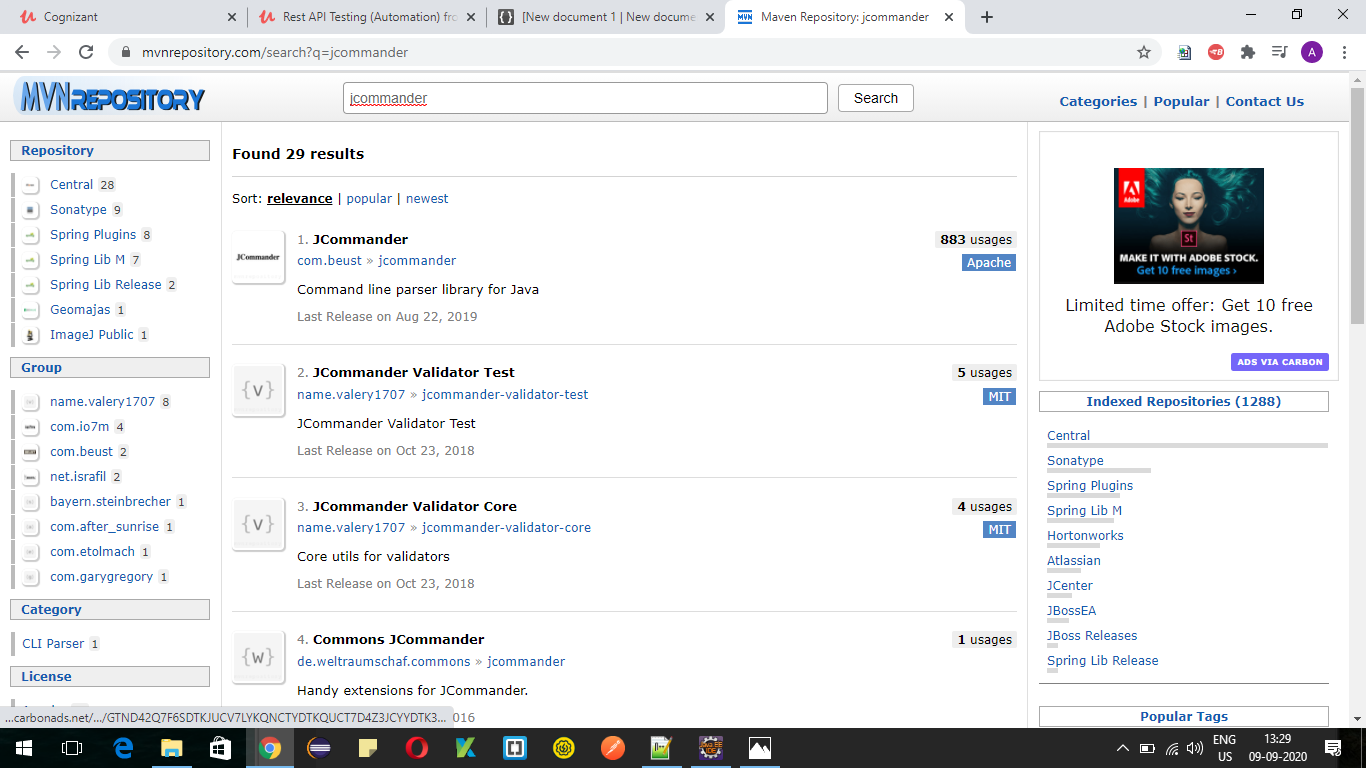 Cognizant
Rest API Testing (Automation) fro
[New document 1 | New docume
Maven Repository: jcommander
mvnrepository.com/search?q=jcommander
A
MVNREPOSITORY
jcommander
Search
Categories | Popular | Contact Us
Repository
Central 28
Sonatype 9
Spring Plugins 8
Spring Lib M 7
Spring Lib Release 2
Geomajas 1
ImageJ Public 1
Group
name.valery1707 8
com.io7m 4
com.beust 2
net.israfil 2
bayern.steinbrecher 1
com.after_sunrise 1
com.etolmach 1
com.garygregory 1
Category
CLI Parser 1
License
Found 29 results
Sort: relevance | popular | newest
JCommander
1. JCommander
883 usages
com.beust » jcommander
Apache
Command line parser library for Java
Last Release on Aug 22, 2019
{v}
2. JCommander Validator Test
5 usages
name.valery1707 » jcommander-validator-test
MIT
JCommander Validator Test
Last Release on Oct 23, 2018
{v}
3. JCommander Validator Core
4 usages
name.valery1707 » jcommander-validator-core
MIT
Core utils for validators
Last Release on Oct 23, 2018
{w}
4. Commons JCommander
1 usages
de.weltraumschaf.commons » jcommander
Handy extensions for JCommander.
2016
Adobe
St
MAKE IT WITH ADOBE STOCK.
Get 10 free images ›
Limited time offer: Get 10 free
Adobe Stock images.
ADS VIA CARBON
Indexed Repositories (1288)
Central
Sonatype
Spring Plugins
Spring Lib M
Hortonworks
Atlassian
JCenter
JBossEA
JBoss Releases
Spring Lib Release
Popular Tags
...carbonads.net/.../GTND42Q7F6SDTKJUCV7LYKQNCTYDTKQUCT7D4Z3JCYYDTK3...
ENG
US
13:29
09-09-2020